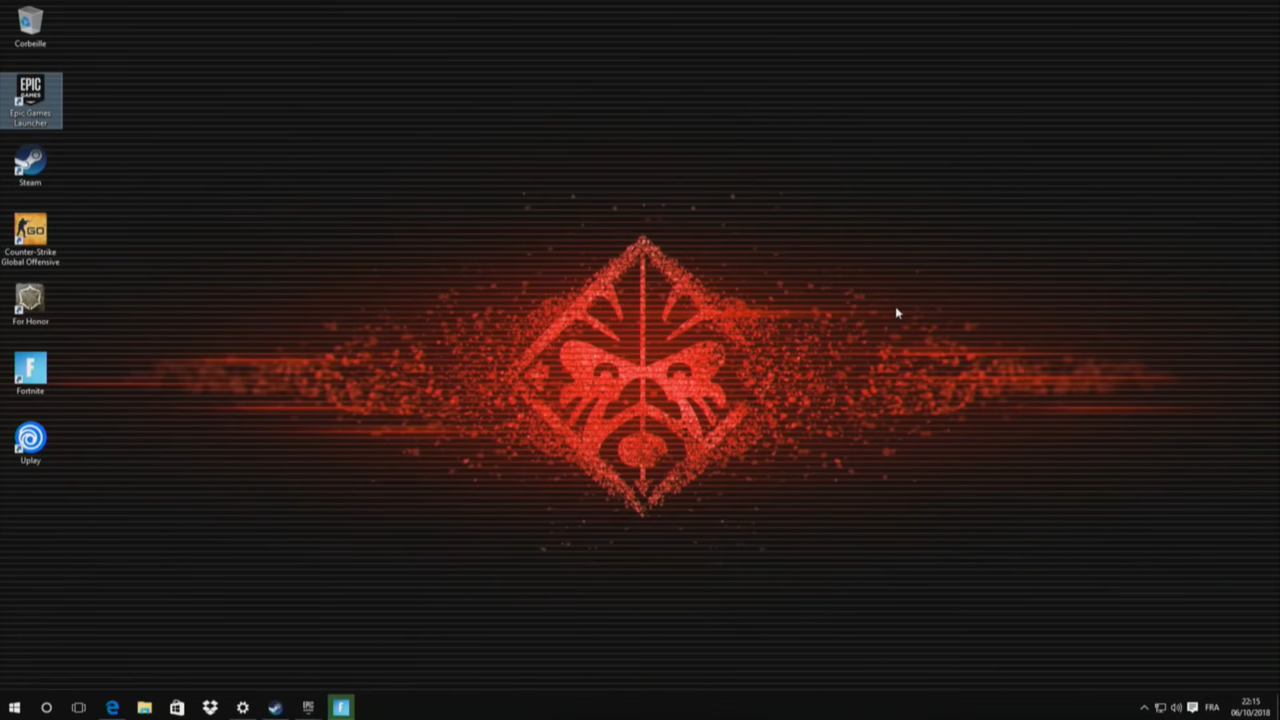 Corbeille
EPIC
GAMES
Epic Games
Launcher
Steam
GO
Counter-Strike
Global Offensive
For Honor
F
Fortnite
Uplay
EPIC
F
FRA
22:15
06/10/2018